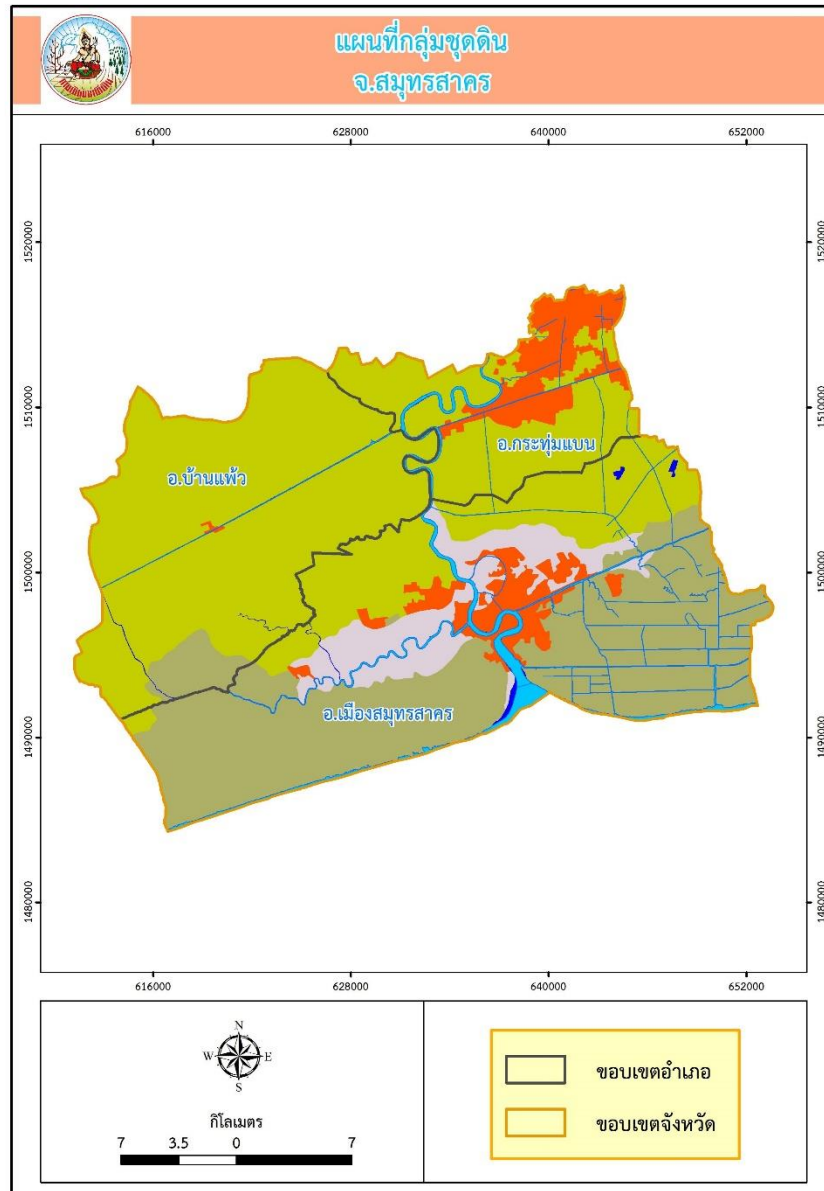 แผนที่กลุ่มชุดดิน
จ.สมุทรสาคร
616000 628000 640000 652000
1520000 1520000
1510000 1510000
อ.กระทุ่มแบน
อ.บ้านแพ้ว
1500000 1500000
อ.เมืองสมุทรสาคร
1490000 1490000
1480000 1480000
616000 628000 640000 652000
N
W E
S
กิโลเมตร
7 3.5 0 7
ขอบเขตอำเภอ
ขอบเขตจังหวัด